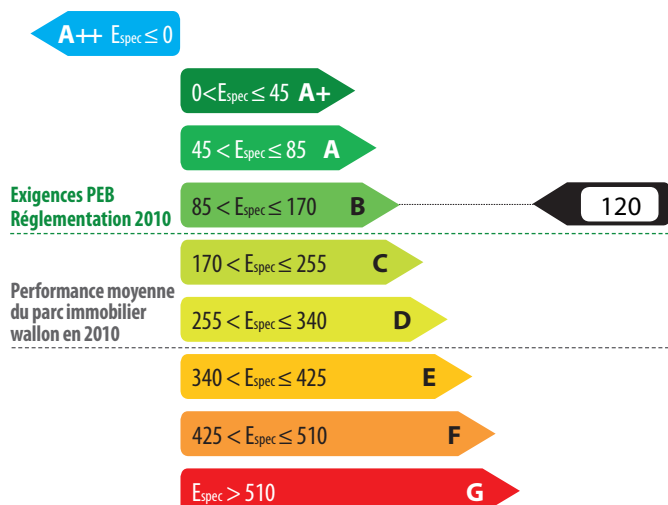 A++ Espec ≤ 0
0<Espec ≤ 45 A+
45 < Espec ≤ 85 A
Exigences PEB
Réglementation 2010
85 < Espec ≤ 170 B
120
170 < Espec ≤ 255 C
Performance moyenne
du parc immobilier
wallon en 2010
255 < Espec ≤ 340 D
340 < Espec ≤ 425 E
425 < Espec ≤ 510 F
Espec > 510 G